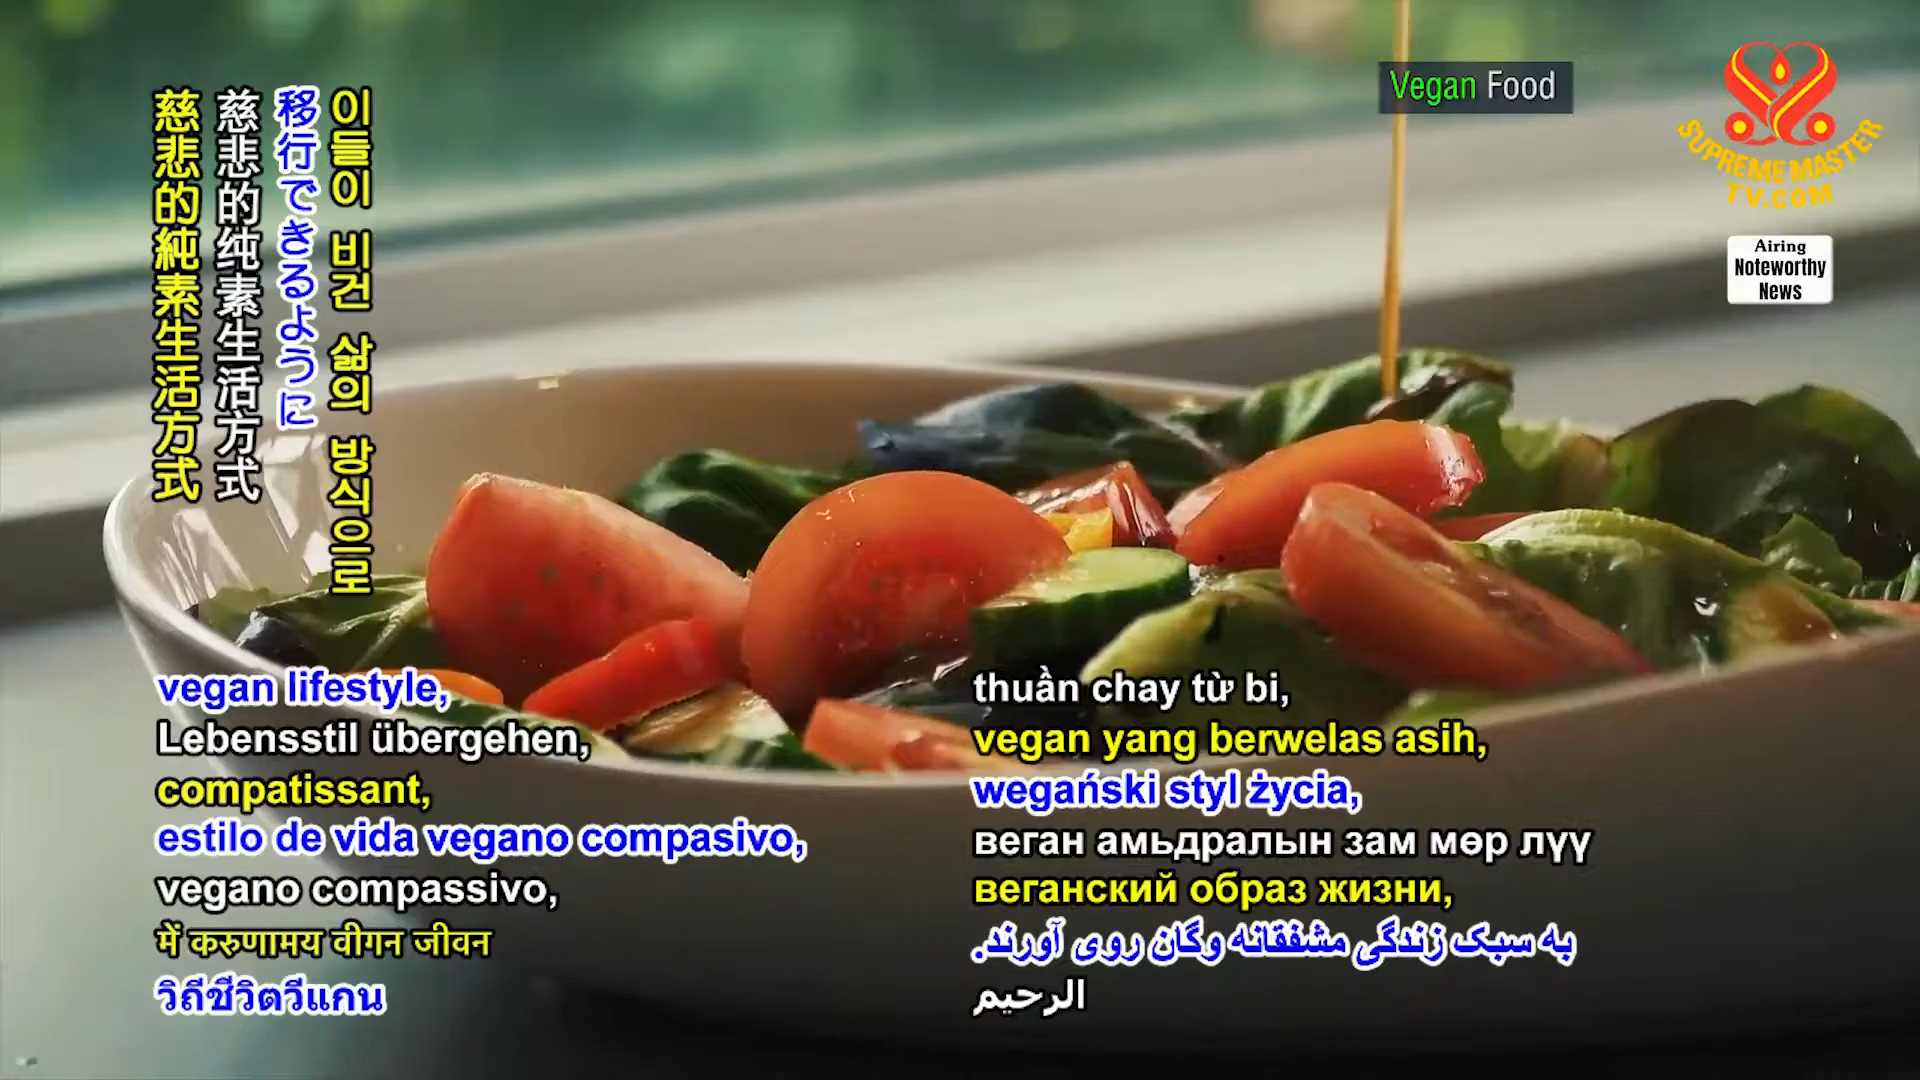 慈悲的純素生活方式
慈悲的纯素生活方式
移行できるように
이들이 비건 삶의 방식으로
Vegan Food
SUPREME MASTER
TV.COM
Airing
Noteworthy
News
vegan lifestyle,
Lebensstil übergehen,
compatissant,
estilo de vida vegano compasivo,
vegano compassivo,
में करुणामय वीगन जीवन
วิถีชีวิตวีแกน
thuần chay từ bi,
vegan yang berwelas asih,
wegański styl życia,
веган амьдралын зам мөр лүү
веганский образ жизни,
به سبک زندگی مشفقانه وگان روی آورند.
الرحيم